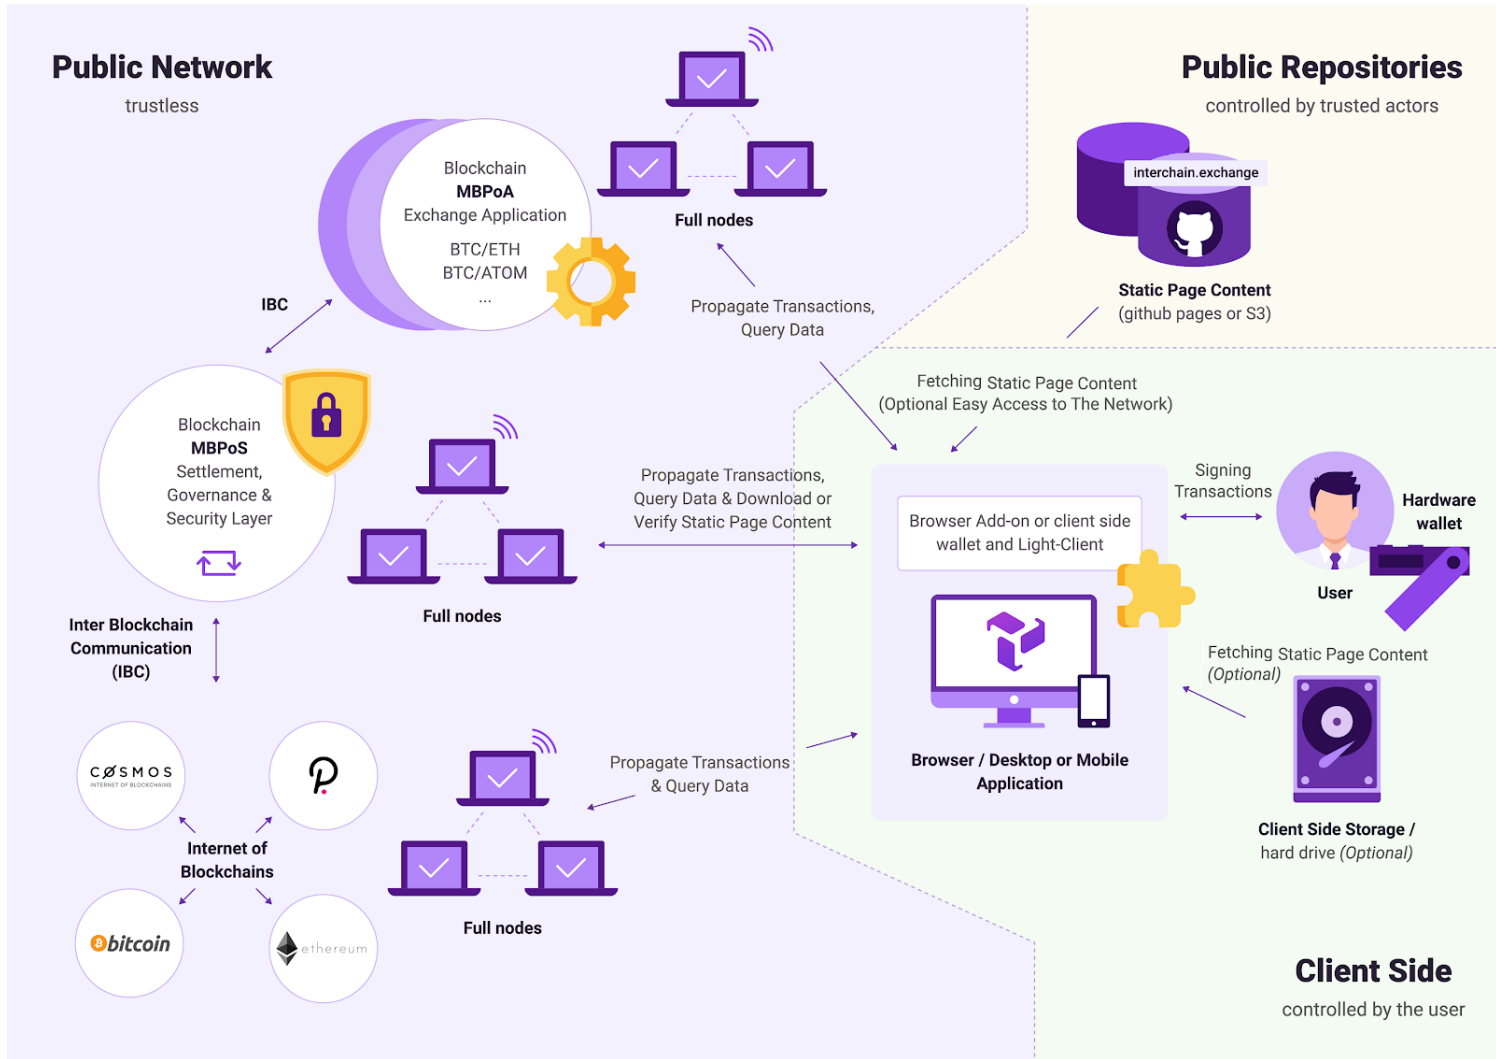 Public Network
trustless
Blockchain
MBPoA
Exchange Application
BTC/ETH
BTC/ATOM
...
Full nodes
IBC
Propagate Transactions,
Query Data
Public Repositories
controlled by trusted actors
interchain.exchange
Static Page Content
(github pages or S3)
Fetching Static Page Content
(Optional Easy Access to The Network)
Blockchain
MBPoS
Settlement,
Governance &
Security Layer
Full nodes
Propagate Transactions,
Query Data & Download or
Verify Static Page Content
Browser Add-on or client side
wallet and Light-Client
Browser / Desktop or Mobile
Application
Signing
Transactions
Hardware
wallet
User
Fetching Static Page Content
(Optional)
Client Side Storage /
hard drive (Optional)
Inter Blockchain
Communication
(IBC)
COSMOS
INTERNET OF BLOCKCHAINS
Internet of
Blockchains
bitcoin
ethereum
Propagate Transactions
& Query Data
Full nodes
Client Side
controlled by the user